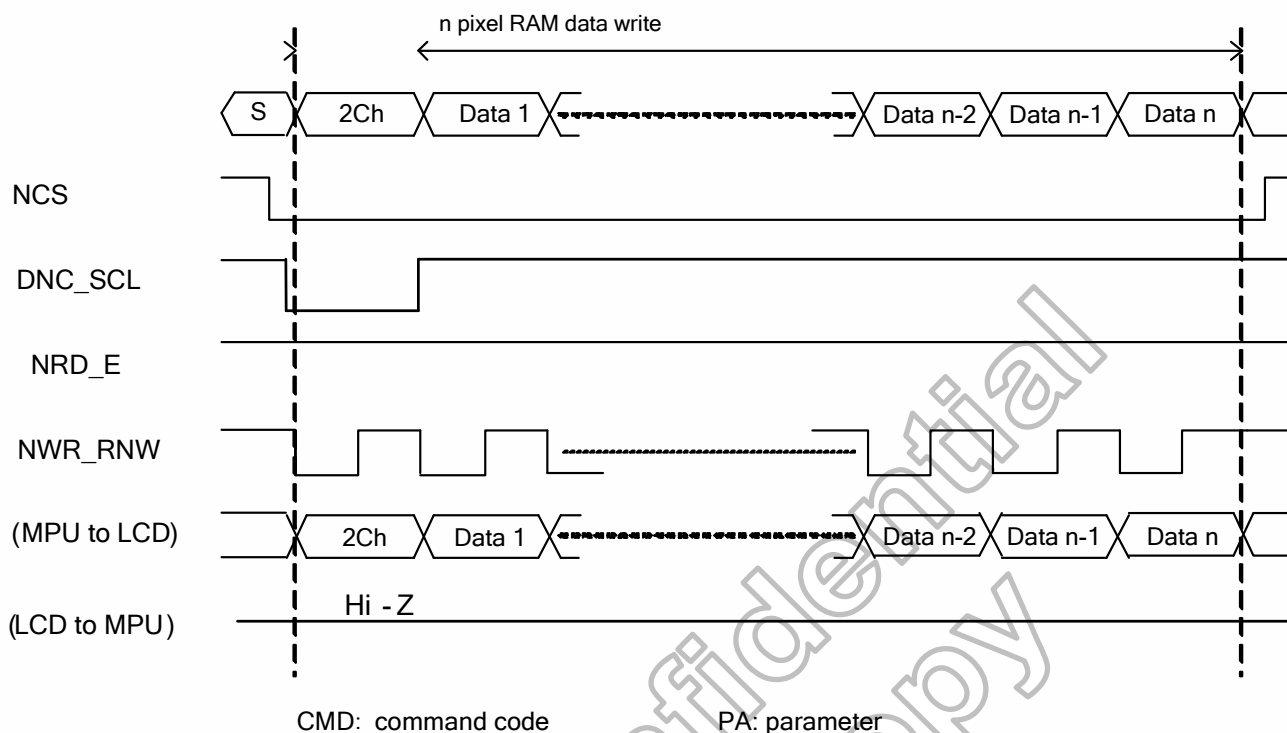 n pixel RAM data write
S 2Ch Data 1 Data n-2 Data n-1 Data n
NCS
DNC_SCL
NRD_E
NWR_RNW
(MPU to LCD) 2Ch Data 1 Data n-2 Data n-1 Data n
Hi - Z
(LCD to MPU)
CMD: command code PA: parameter